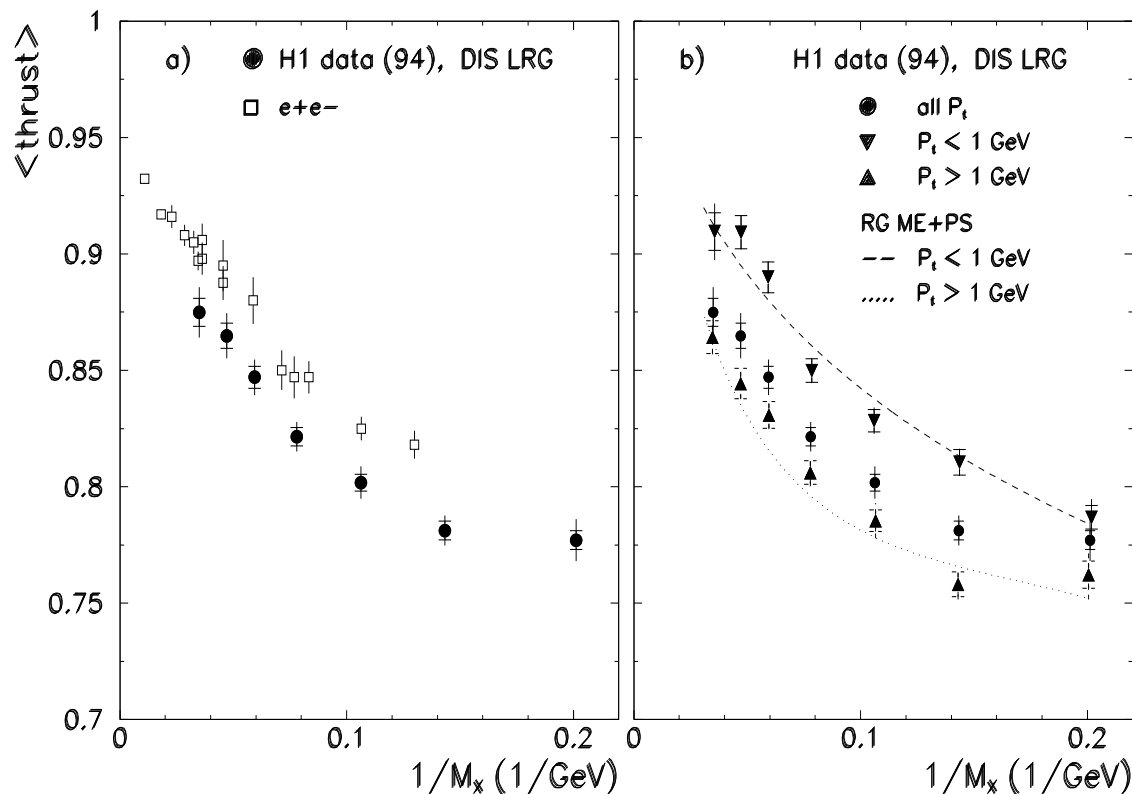 <thrust>
1
0.95
0.9
0.85
0.8
0.75
0.7
a)
H1 data (94), DIS LRG
e+e−
0
0.1
0.2
1/Mₓ (1/GeV)
b)
H1 data (94), DIS LRG
all Pₜ
Pₜ < 1 GeV
Pₜ > 1 GeV
RG ME+PS
Pₜ < 1 GeV
Pₜ > 1 GeV
0
0.1
0.2
1/Mₓ (1/GeV)